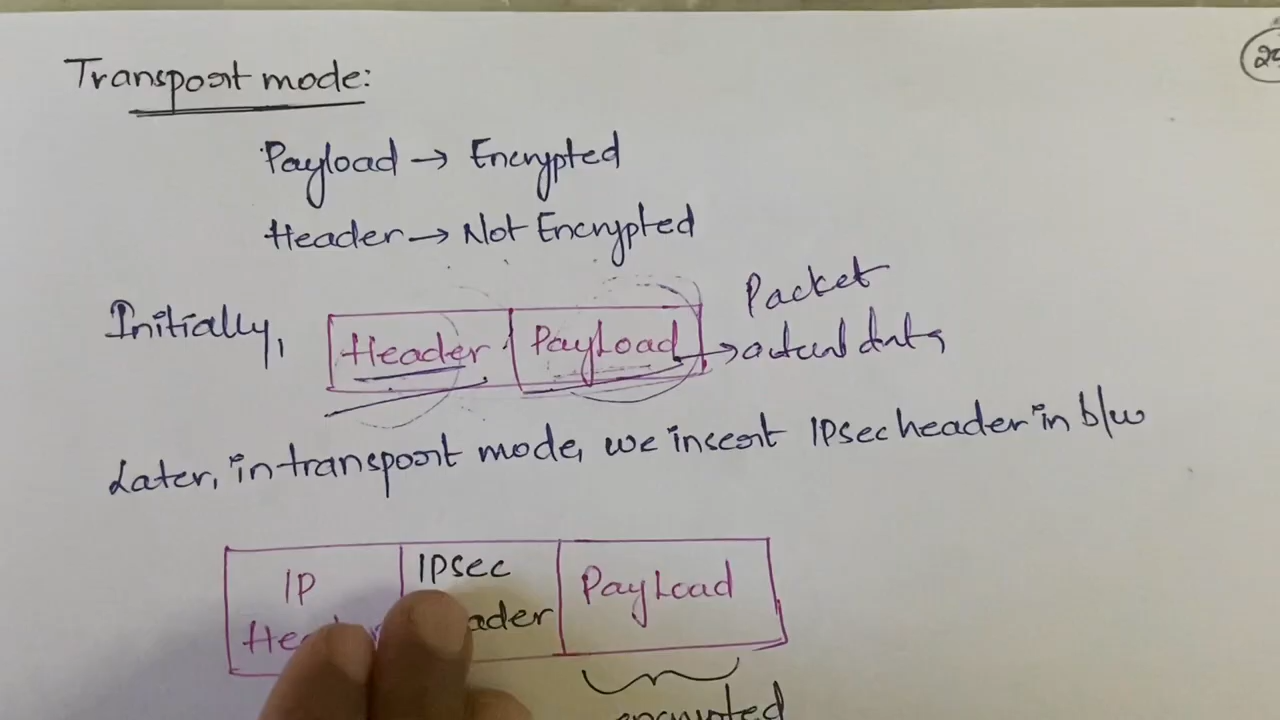 Transport mode:
Payload → Encrypted
Header → Not Encrypted
Initially,
Header Payload → actual data
Packet
Later, in transport mode, we insert IPsec header in b/w
IP
IPsec
Payload
encrypted